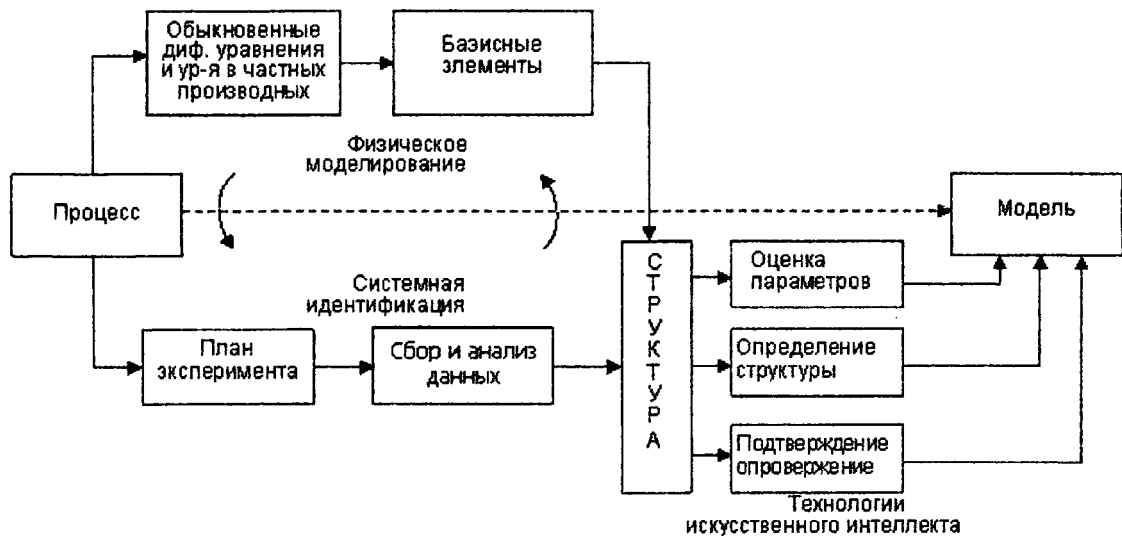 Обыкновенные
диф. уравнения
и ур-я в частных
производных
Базисные
элементы
Физическое
моделирование
Процесс
Модель
Системная
идентификация
План
эксперимента
Сбор и анализ
данных
СТРУКТУРА
Оценка
параметров
Определение
структуры
Подтверждение
опровержение
Технологии
искусственного интеллекта